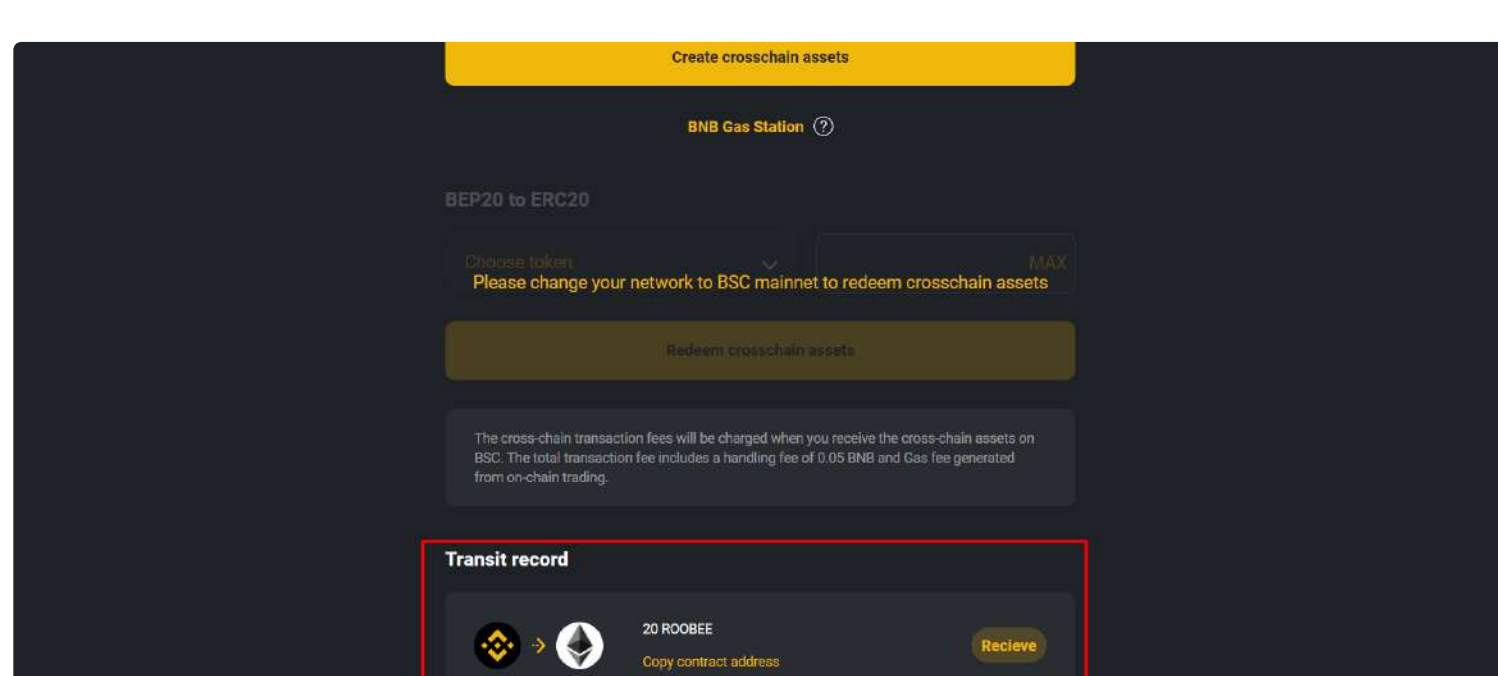 Create crosschain assets
BNB Gas Station ?
BEP20 to ERC20
Choose token
MAX
Please change your network to BSC mainnet to redeem crosschain assets
Redeem crosschain assets
The cross-chain transaction fees will be charged when you receive the cross-chain assets on
BSC. The total transaction fee includes a handling fee of 0.05 BNB and Gas fee generated
from on-chain trading.
Transit record
20 ROOBEE
Recieve
Copy contract address